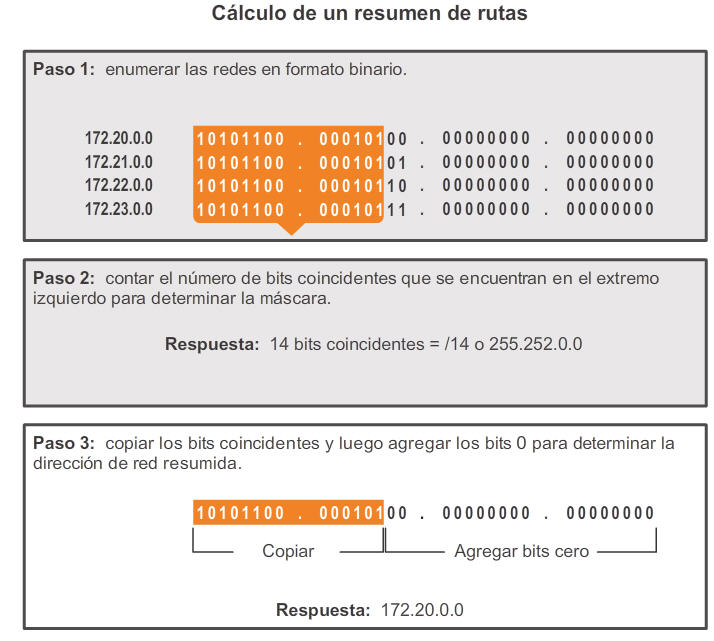 Cálculo de un resumen de rutas
Paso 1: enumerar las redes en formato binario.
172.20.0.0 10101100 . 00010100 . 00000000 . 00000000
172.21.0.0 10101100 . 00010101 . 00000000 . 00000000
172.22.0.0 10101100 . 00010110 . 00000000 . 00000000
172.23.0.0 10101100 . 00010111 . 00000000 . 00000000
Paso 2: contar el número de bits coincidentes que se encuentran en el extremo
izquierdo para determinar la máscara.
Respuesta: 14 bits coincidentes = /14 o 255.252.0.0
Paso 3: copiar los bits coincidentes y luego agregar los bits 0 para determinar la
dirección de red resumida.
10101100 . 00010100 . 00000000 . 00000000
Copiar Agregar bits cero
Respuesta: 172.20.0.0